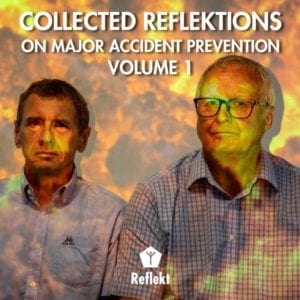 COLLECTED REFLEKTIONS
ON MAJOR ACCIDENT PREVENTION
VOLUME 1
Reflekt